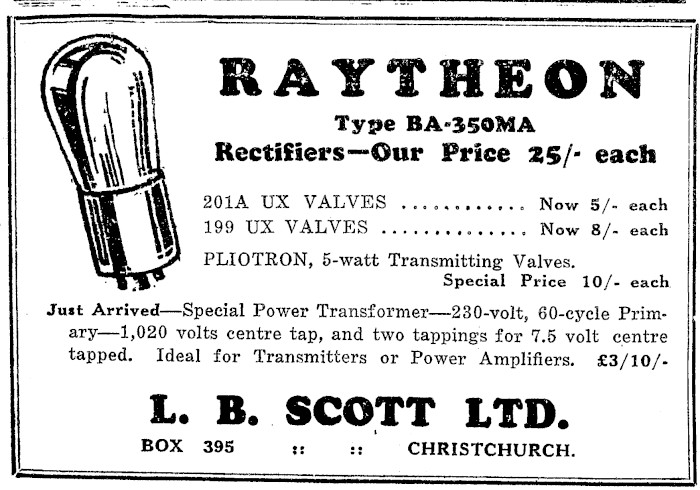 RAYTHEON
Type BA-350MA
Rectifiers—Our Price 25/- each
201A UX VALVES ............ Now 5/- each
199 UX VALVES .............. Now 8/- each
PLIOTRON, 5-watt Transmitting Valves.
Special Price 10/- each
Just Arrived—Special Power Transformer—230-volt, 60-cycle Prim-
ary—1,020 volts centre tap, and two tappings for 7.5 volt centre
tapped. Ideal for Transmitters or Power Amplifiers. £3/10/-
L. B. SCOTT LTD.
BOX 395 :: :: CHRISTCHURCH.